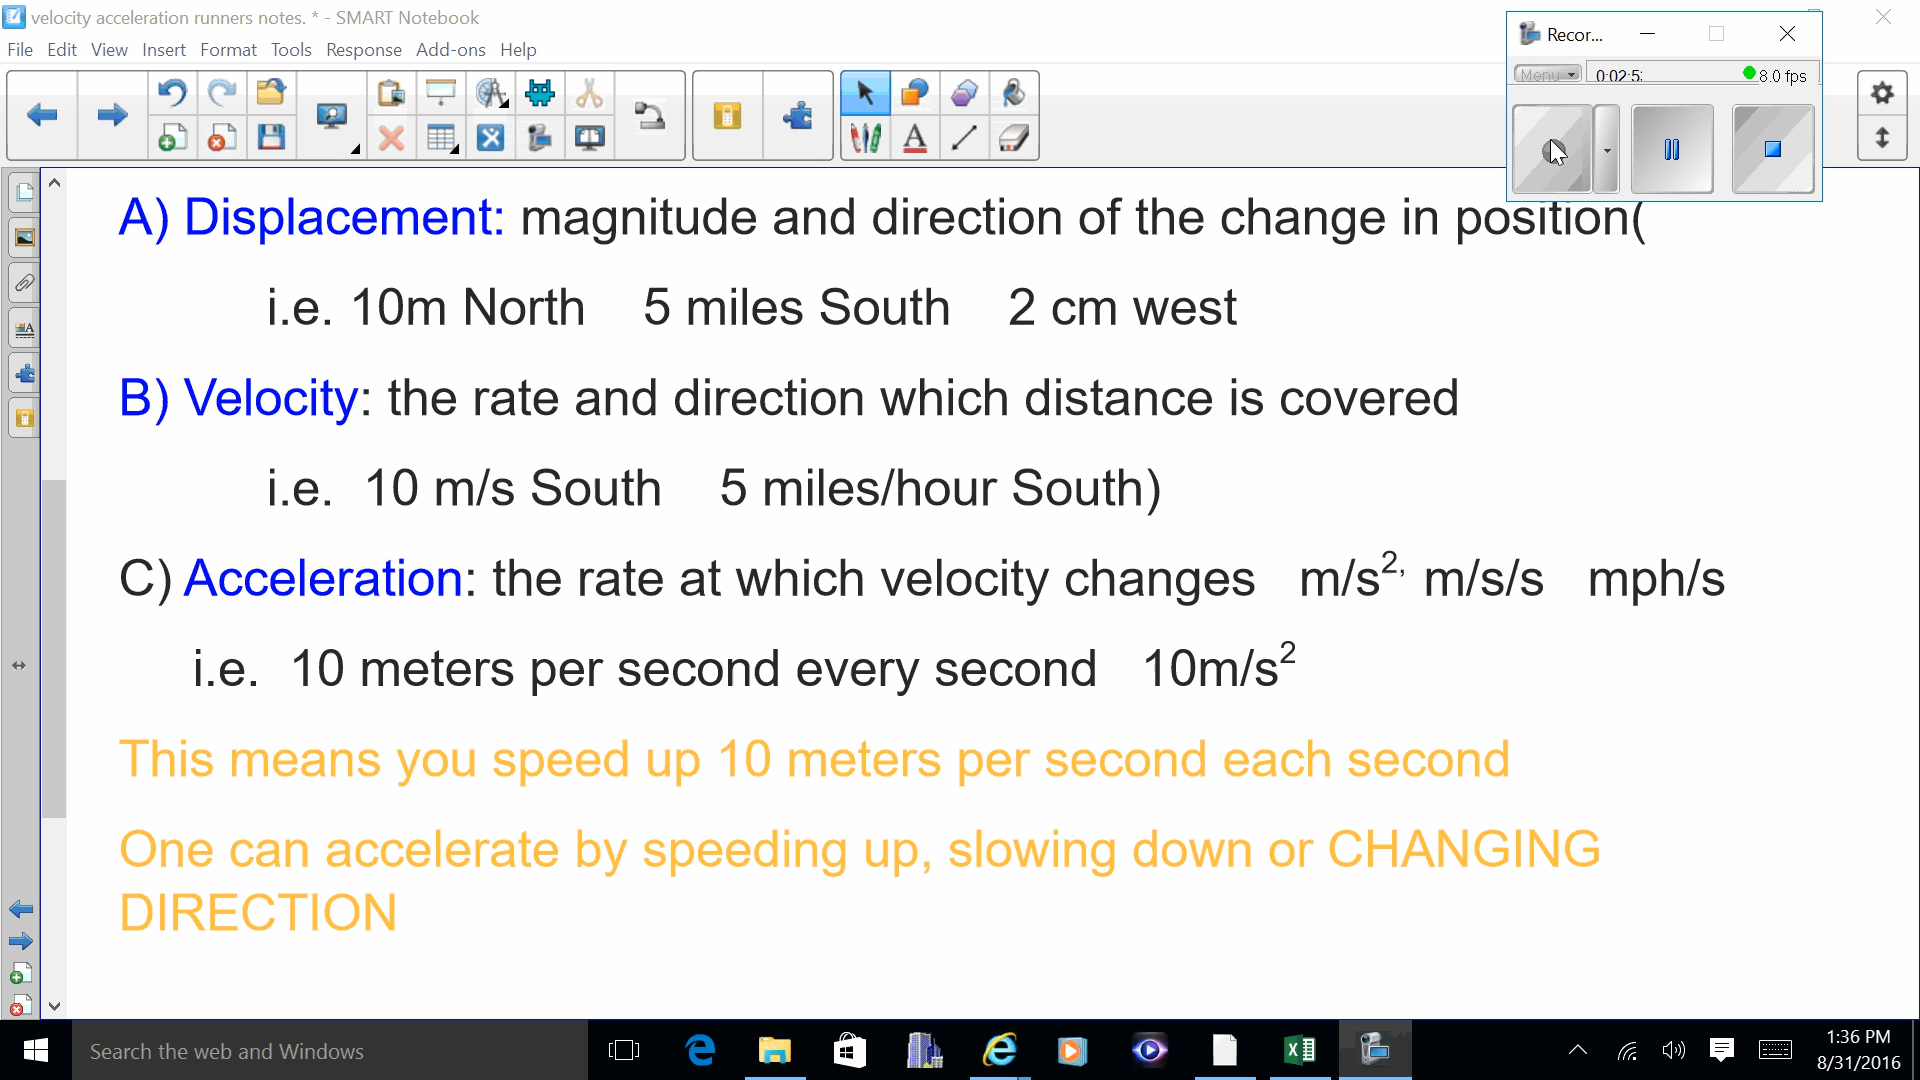 velocity acceleration runners notes. * - SMART Notebook
File Edit View Insert Format Tools Response Add-ons Help
Recor...
Menu 0:02:5 8.0 fps
A) Displacement: magnitude and direction of the change in position(
i.e. 10m North 5 miles South 2 cm west
B) Velocity: the rate and direction which distance is covered
i.e. 10 m/s South 5 miles/hour South)
C) Acceleration: the rate at which velocity changes m/s², m/s/s mph/s
i.e. 10 meters per second every second 10m/s²
This means you speed up 10 meters per second each second
One can accelerate by speeding up, slowing down or CHANGING
DIRECTION
Search the web and Windows
1:36 PM
8/31/2016